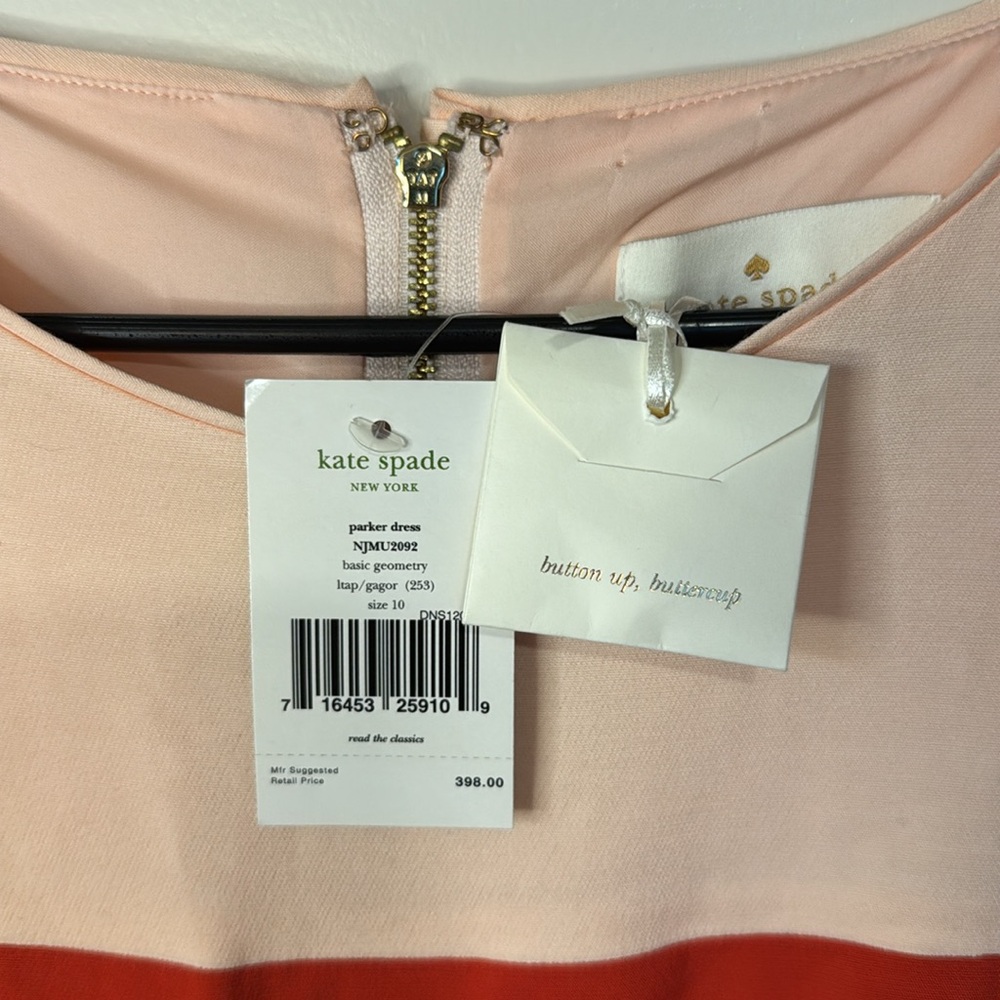 kate spade
kate spade
NEW YORK
parker dress
NJMU2092
basic geometry
ltap/gagor (253)
size 10
7 16453 25910 9
read the classics
Mfr Suggested
Retail Price
398.00
button up, buttercup